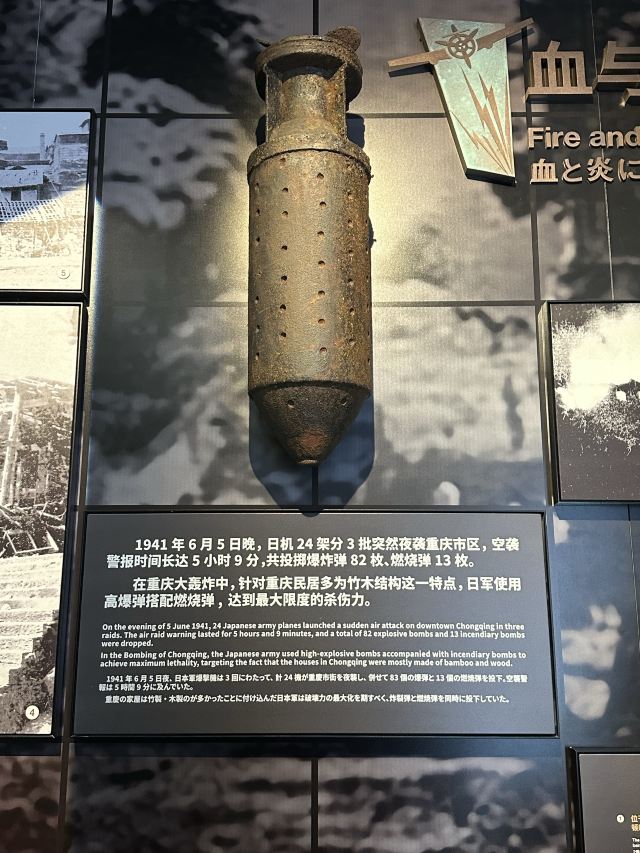 血
Fire and
血と炎に
5
4
1941 年 6 月 5 日晚，日机 24 架分 3 批突然夜袭重庆市区，空袭
警报时间长达 5 小时 9 分,共投掷爆炸弹 82 枚、燃烧弹 13 枚。
在重庆大轰炸中，针对重庆民居多为竹木结构这一特点，日军使用
高爆弹搭配燃烧弹，达到最大限度的杀伤力。
On the evening of 5 June 1941, 24 Japanese army planes launched a sudden air attack on downtown Chongqing in three
raids. The air raid warning lasted for 5 hours and 9 minutes, and a total of 82 explosive bombs and 13 incendiary bombs
were dropped.
In the Bombing of Chongqing, the Japanese army used high-explosive bombs accompanied with incendiary bombs to
achieve maximum lethality, targeting the fact that the houses in Chongqing were mostly made of bamboo and wood.
1941 年 6 月 5 日夜、日本軍爆撃機は 3 回にわたって、計 24 機が重慶市街を夜襲し、併せて 83 個の爆弾と 13 個の燃焼弾を投下。空襲警
報は 5 時間 9 分に及んでいた。
重慶の家屋は竹製・木製のが多かったことに付け込んだ日本軍は破壊力の最大化を期すべく、炸裂弾と燃焼弾を同時に投下していた。
1
The